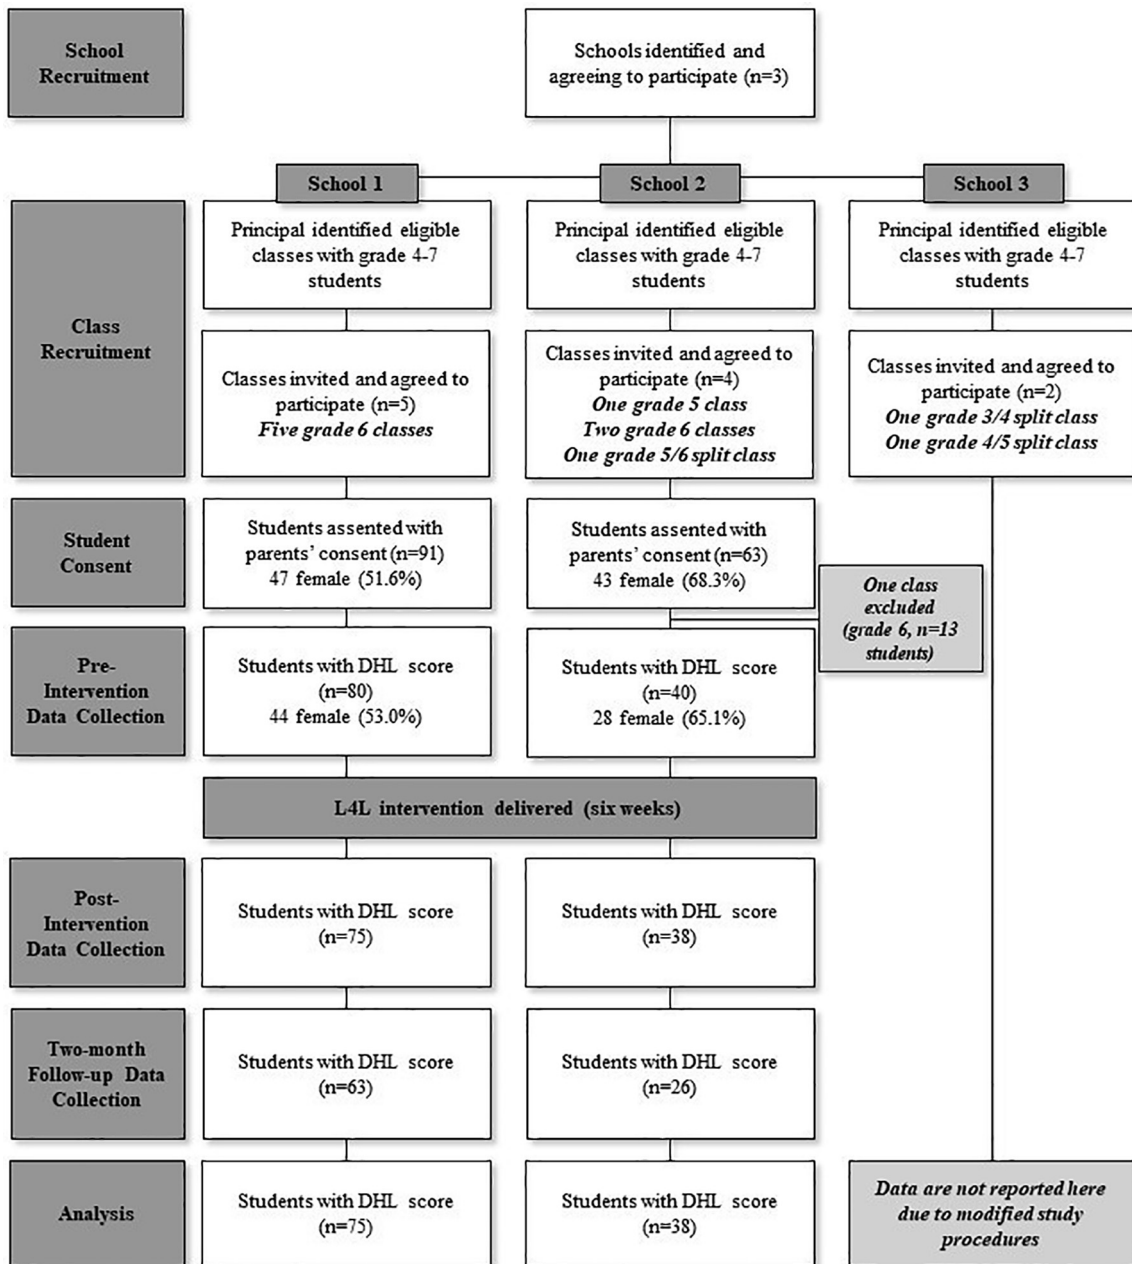 School
Recruitment
Schools identified and
agreeing to participate (n=3)
School 1
School 2
School 3
Class
Recruitment
Principal identified eligible
classes with grade 4-7
students
Principal identified eligible
classes with grade 4-7
students
Principal identified eligible
classes with grade 4-7
students
Classes invited and agreed to
participate (n=5)
Five grade 6 classes
Classes invited and agreed to
participate (n=4)
One grade 5 class
Two grade 6 classes
One grade 5/6 split class
Classes invited and agreed to
participate (n=2)
One grade 3/4 split class
One grade 4/5 split class
Student
Consent
Students assented with
parents’ consent (n=91)
47 female (51.6%)
Students assented with
parents’ consent (n=63)
43 female (68.3%)
One class
excluded
(grade 6, n=13
students)
Pre-
Intervention
Data Collection
Students with DHL score
(n=80)
44 female (53.0%)
Students with DHL score
(n=40)
28 female (65.1%)
L4L intervention delivered (six weeks)
Post-
Intervention
Data Collection
Students with DHL score
(n=75)
Students with DHL score
(n=38)
Two-month
Follow-up Data
Collection
Students with DHL score
(n=63)
Students with DHL score
(n=26)
Analysis
Students with DHL score
(n=75)
Students with DHL score
(n=38)
Data are not reported here
due to modified study
procedures